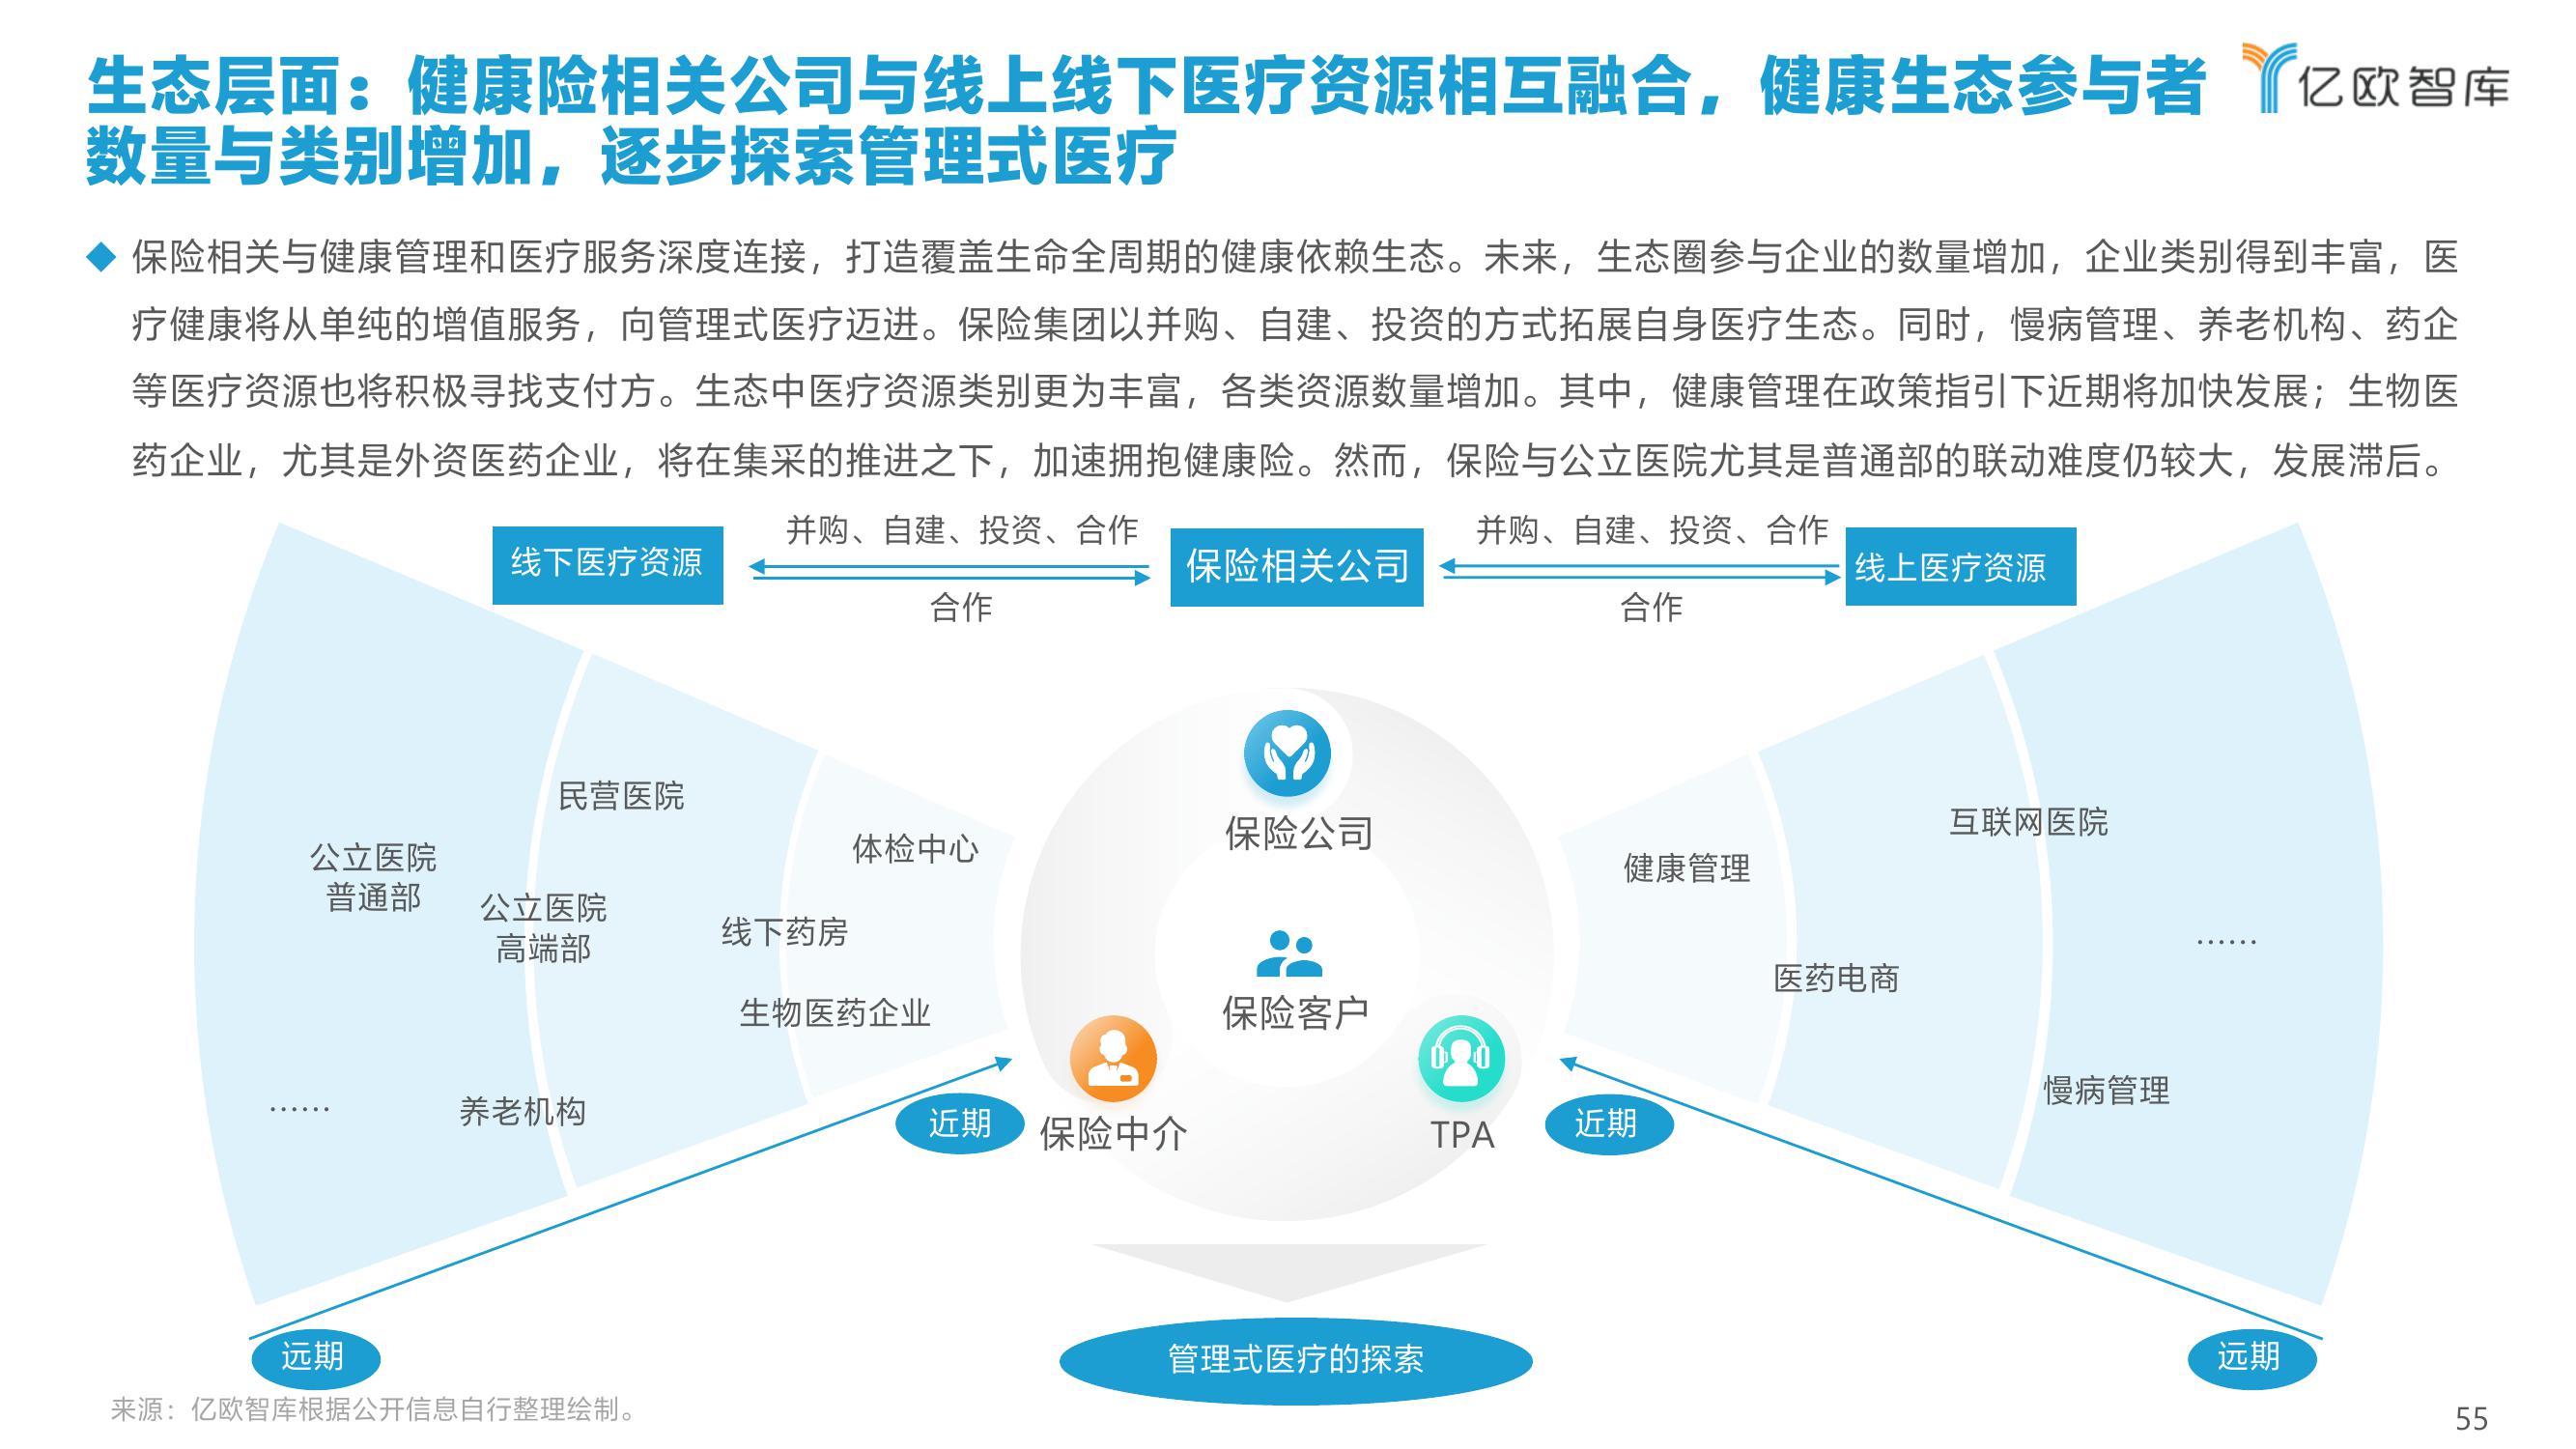 生态层面：健康险相关公司与线上线下医疗资源相互融合，健康生态参与者
数量与类别增加，逐步探索管理式医疗
亿欧智库
保险相关与健康管理和医疗服务深度连接，打造覆盖生命全周期的健康依赖生态。未来，生态圈参与企业的数量增加，企业类别得到丰富，医
疗健康将从单纯的增值服务，向管理式医疗迈进。保险集团以并购、自建、投资的方式拓展自身医疗生态。同时，慢病管理、养老机构、药企
等医疗资源也将积极寻找支付方。生态中医疗资源类别更为丰富，各类资源数量增加。其中，健康管理在政策指引下近期将加快发展；生物医
药企业，尤其是外资医药企业，将在集采的推进之下，加速拥抱健康险。然而，保险与公立医院尤其是普通部的联动难度仍较大，发展滞后。
线下医疗资源
并购、自建、投资、合作
合作
保险相关公司
并购、自建、投资、合作
合作
线上医疗资源
民营医院
公立医院
普通部
公立医院
高端部
体检中心
线下药房
生物医药企业
养老机构
……
保险公司
保险客户
保险中介
TPA
健康管理
互联网医院
医药电商
……
慢病管理
近期
近期
远期
远期
管理式医疗的探索
来源：亿欧智库根据公开信息自行整理绘制。
55